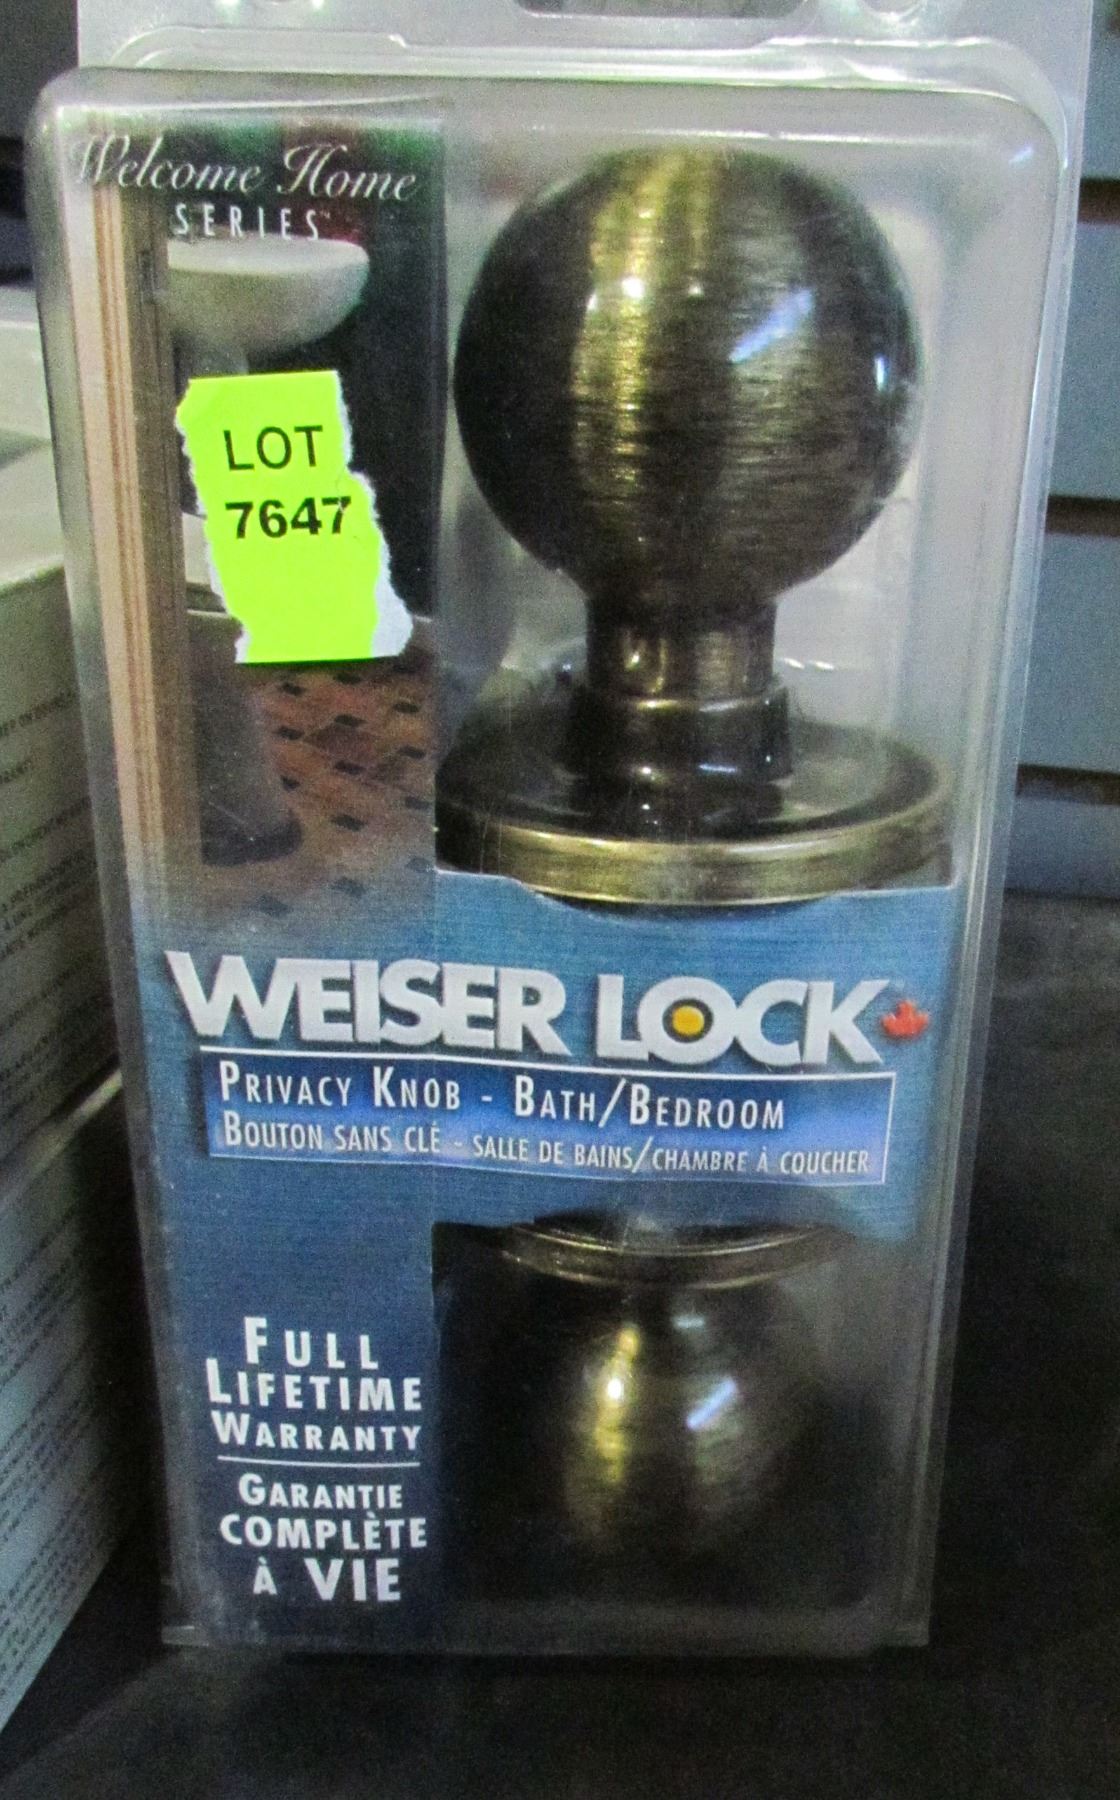 Welcome Home
SERIES™
LOT
7647
WEISER LOCK
PRIVACY KNOB - BATH/BEDROOM
BOUTON SANS CLÉ - SALLE DE BAINS/CHAMBRE À COUCHER
FULL
LIFETIME
WARRANTY
GARANTIE
COMPLÈTE
À VIE